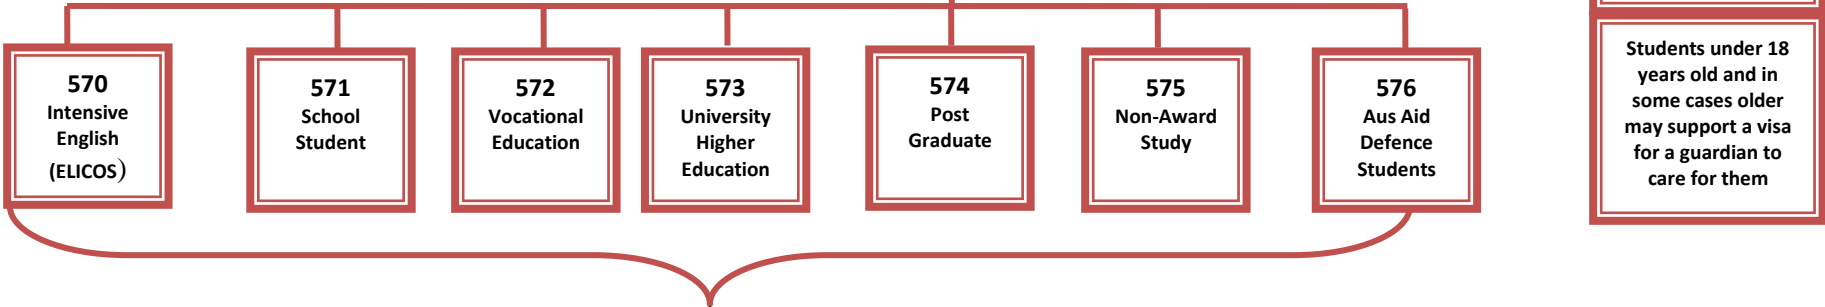 570
Intensive
English
(ELICOS)
571
School
Student
572
Vocational
Education
573
University
Higher
Education
574
Post
Graduate
575
Non-Award
Study
576
Aus Aid
Defence
Students
Students under 18
years old and in
some cases older
may support a visa
for a guardian to
care for them